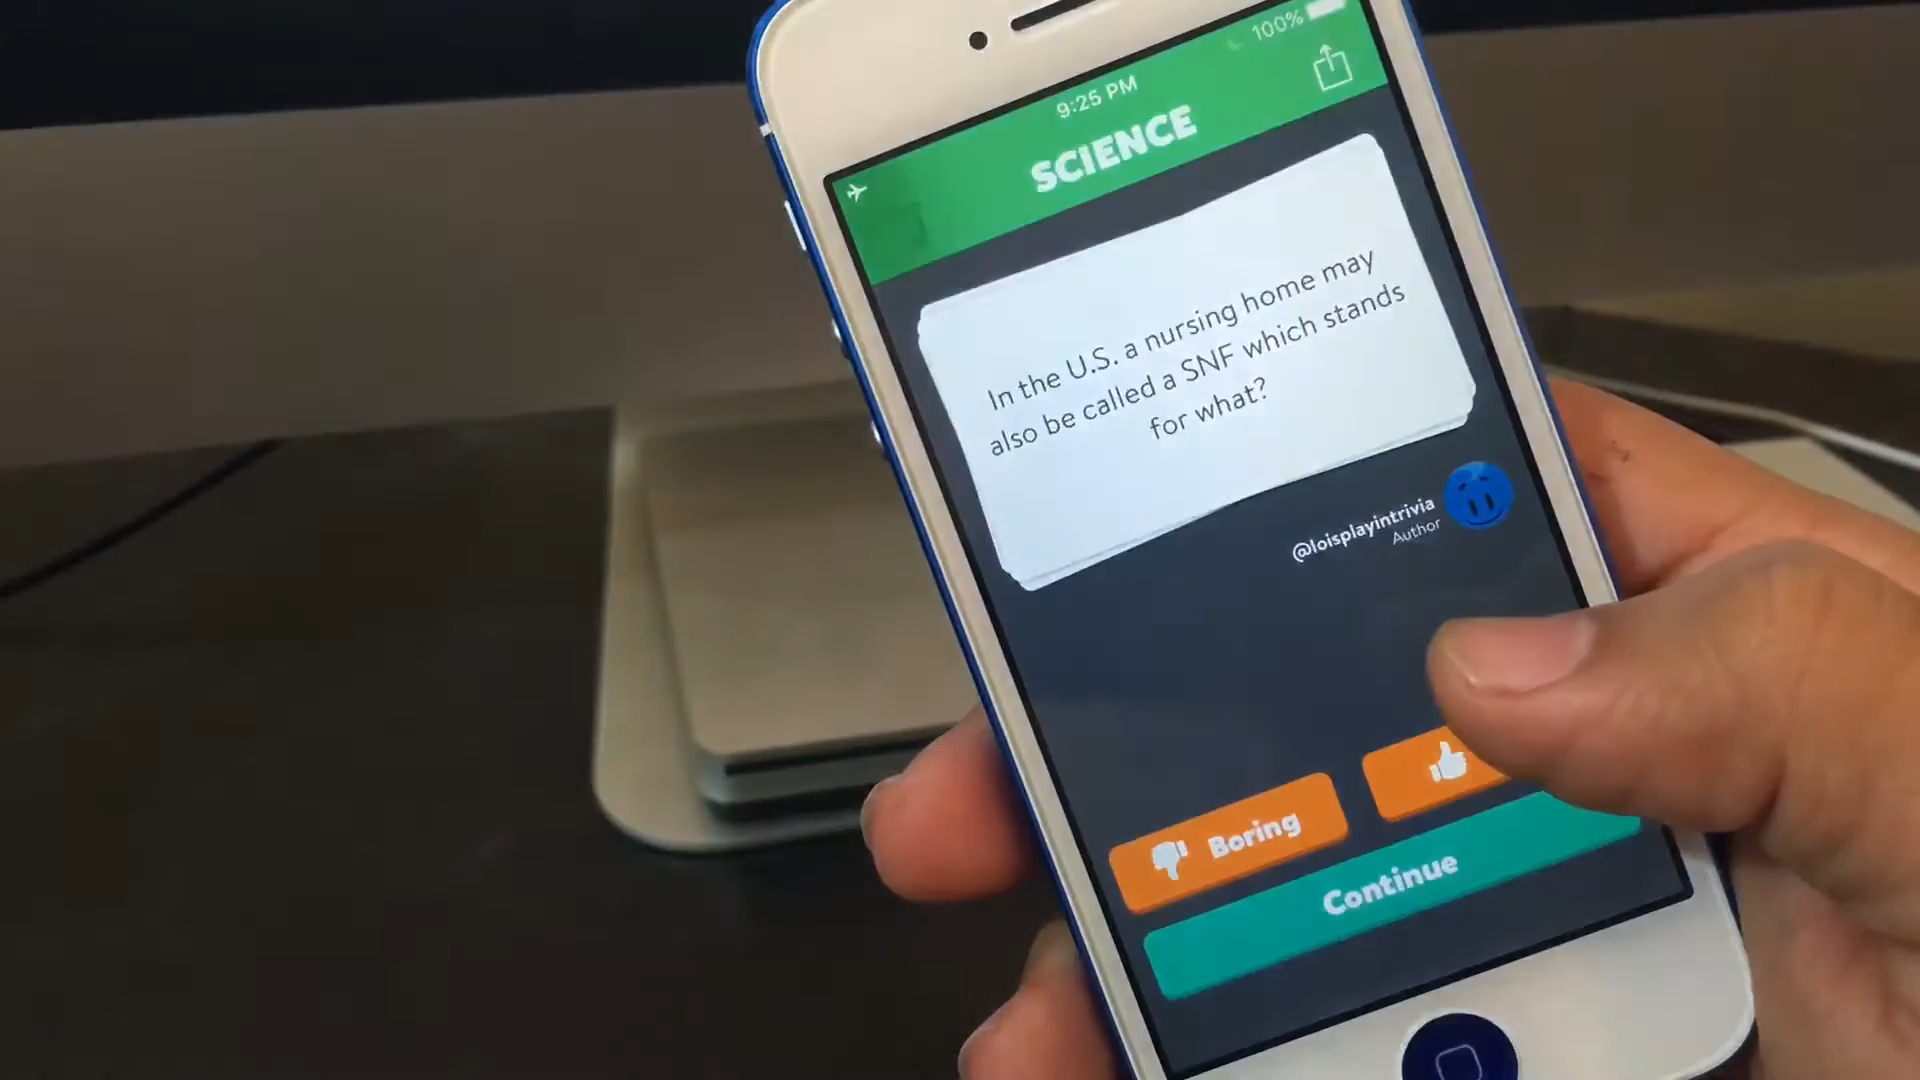 100%
9:25 PM
SCIENCE
In the U.S. a nursing home may
also be called a SNF which stands
for what?
@loisplayintrivia
Author
Boring
Continue